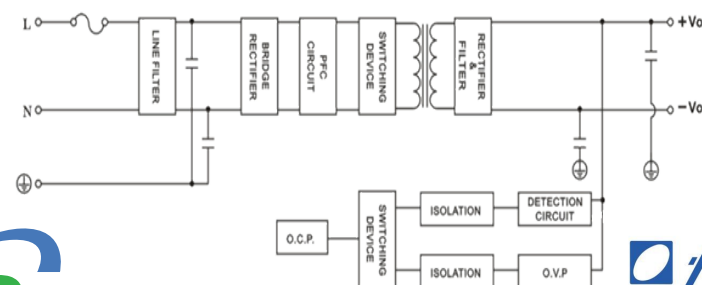 L
N
LINE FILTER
BRIDGE
RECTIFIER
PFC
CIRCUIT
SWITCHING
DEVICE
RECTIFIER
&
FILTER
+Vo
−Vo
O.C.P.
SWITCHING
DEVICE
ISOLATION
DETECTION
CIRCUIT
ISOLATION
O.V.P